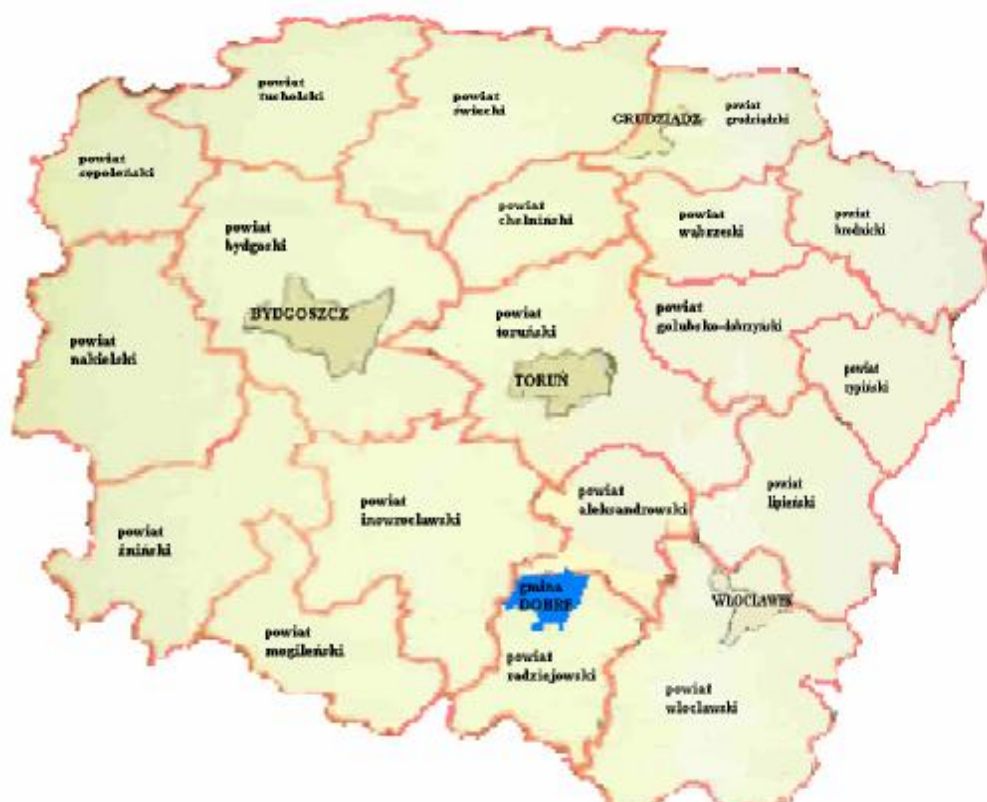 powiat
tucholski
powiat
świecki
GRUDZIĄDZ
powiat
grudziądzki
powiat
sępoleński
powiat
chełmiński
powiat
wąbrzeski
powiat
brodnicki
powiat
bydgoski
BYDGOSZCZ
powiat
toruński
powiat
golubsko-dobrzyński
powiat
nakielski
TORUŃ
powiat
rypiński
powiat
inowrocławski
powiat
aleksandrowski
powiat
lipieński
powiat
żniński
gmina
DOBRE
WŁOCŁAWEK
powiat
mogileński
powiat
radziejowski
powiat
włocławski